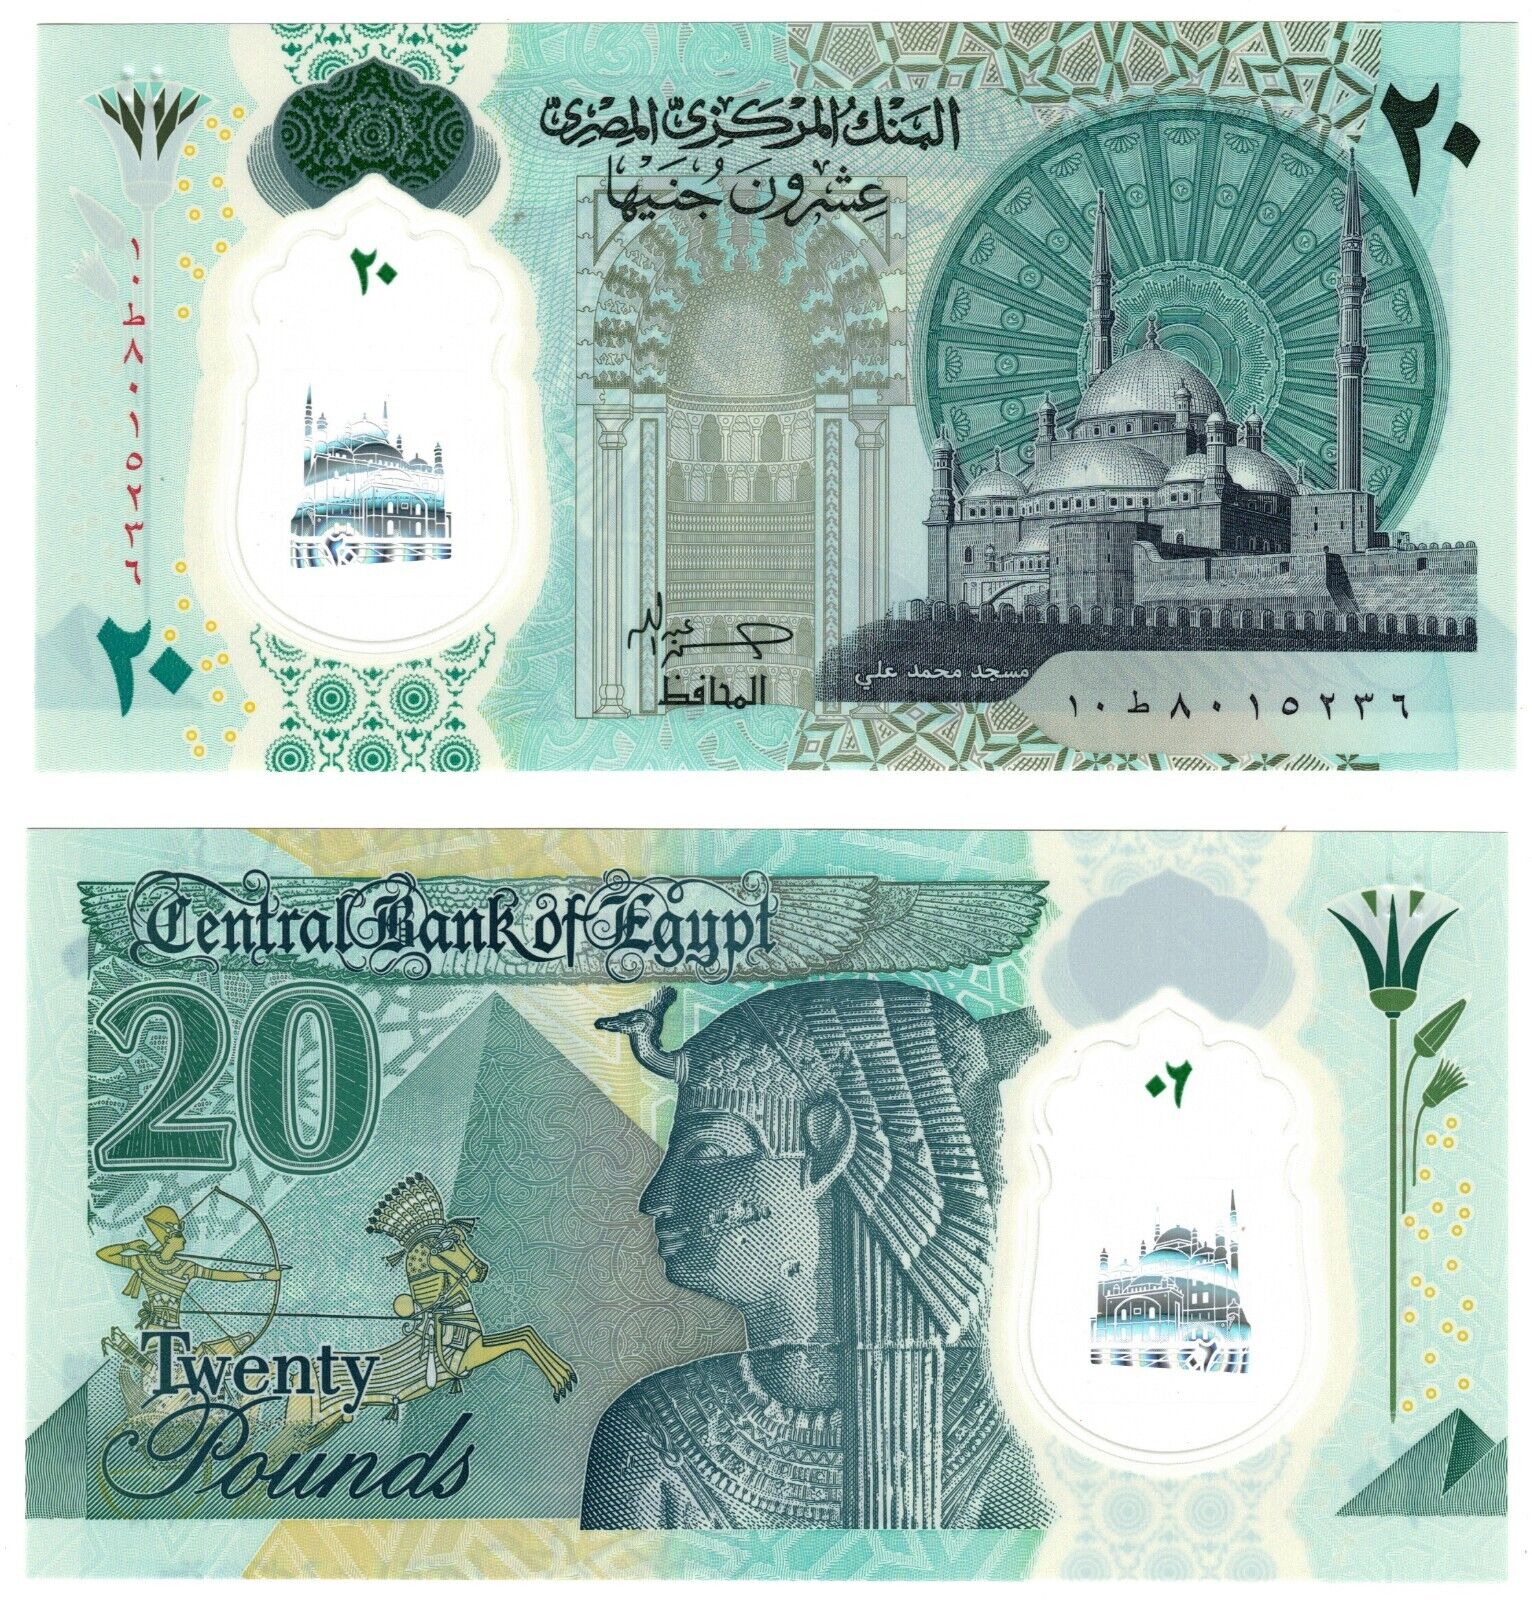 البنك المركزي المصري
عشرون جنيها
٢٠
٢٠
١٠ط٨٠١٥٢٣٦
٢٠
المحافظ
مسجد محمد علي
١٠ط٨٠١٥٢٣٦
Central Bank of Egypt
20
٢٠
Twenty
Pounds